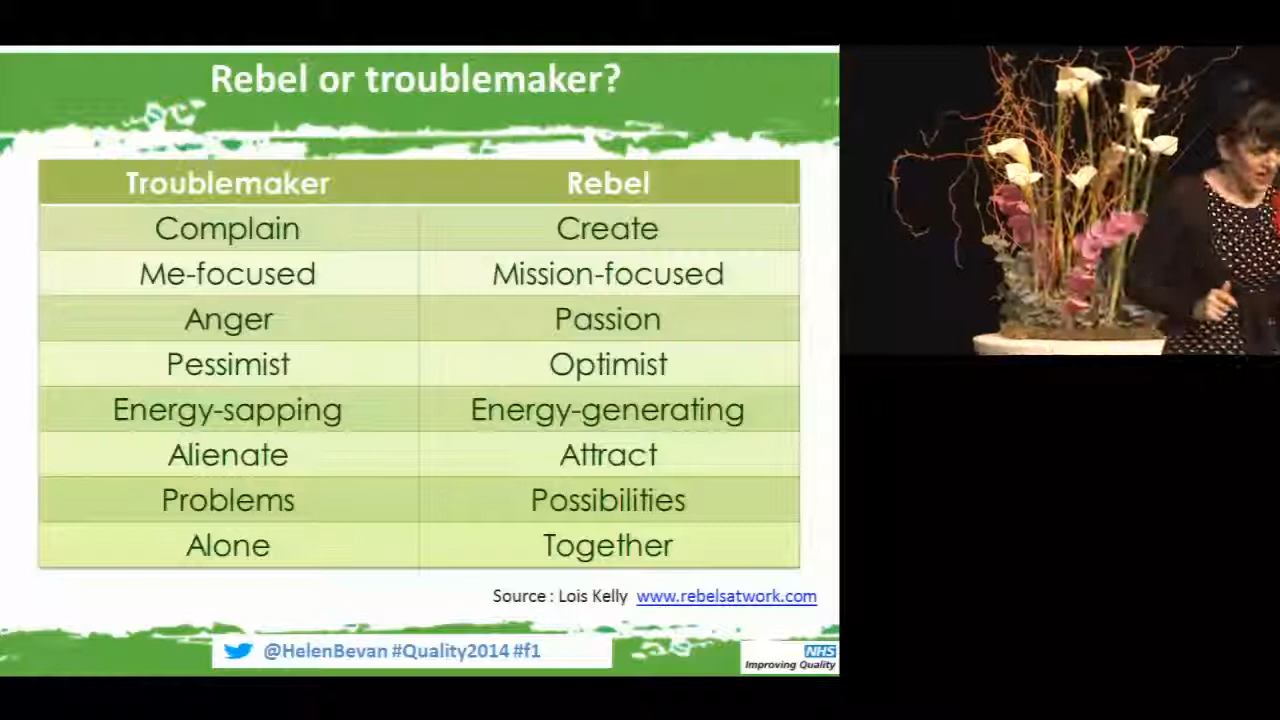 Rebel or troublemaker?
Troublemaker Rebel
Complain Create
Me-focused Mission-focused
Anger Passion
Pessimist Optimist
Energy-sapping Energy-generating
Alienate Attract
Problems Possibilities
Alone Together
Source : Lois Kelly www.rebelsatwork.com
@HelenBevan #Quality2014 #f1
NHS
Improving Quality